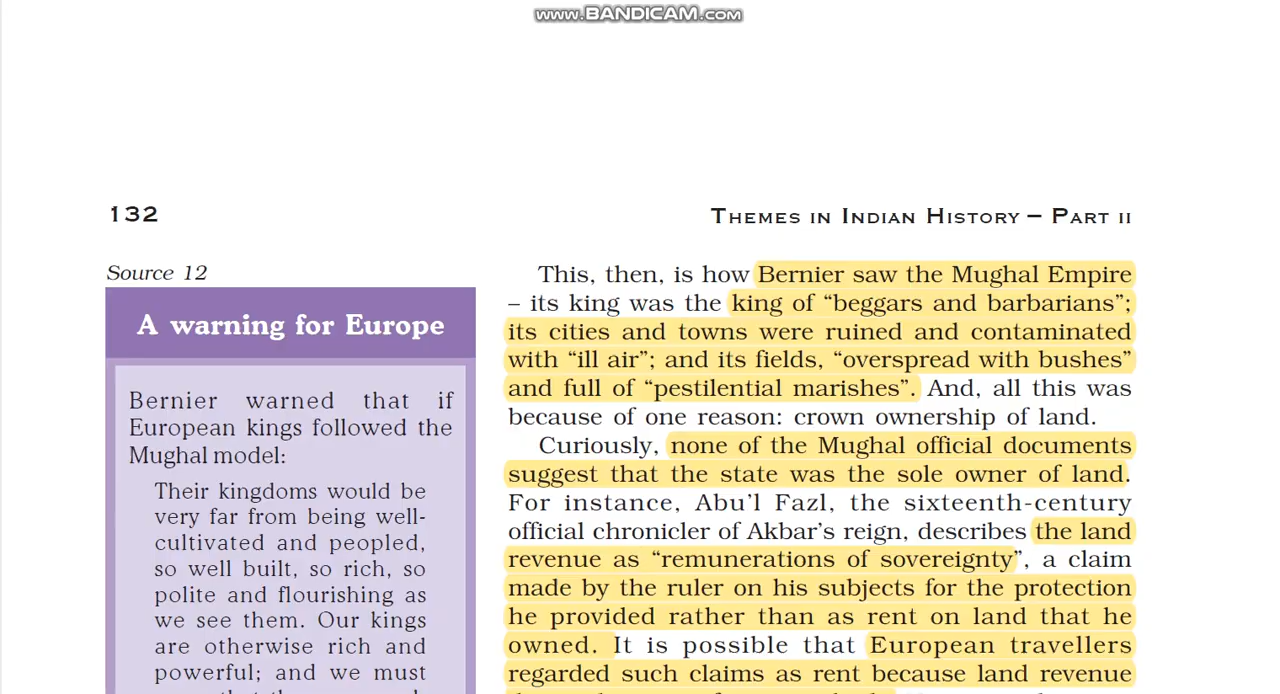 www.BANDICAM.com
132
THEMES IN INDIAN HISTORY – PART II
Source 12
A warning for Europe
Bernier warned that if
European kings followed the
Mughal model:
Their kingdoms would be
very far from being well-
cultivated and peopled,
so well built, so rich, so
polite and flourishing as
we see them. Our kings
are otherwise rich and
powerful; and we must
This, then, is how Bernier saw the Mughal Empire
– its king was the king of “beggars and barbarians”;
its cities and towns were ruined and contaminated
with “ill air”; and its fields, “overspread with bushes”
and full of “pestilential marishes”. And, all this was
because of one reason: crown ownership of land.
Curiously, none of the Mughal official documents
suggest that the state was the sole owner of land.
For instance, Abu’l Fazl, the sixteenth-century
official chronicler of Akbar’s reign, describes the land
revenue as “remunerations of sovereignty”, a claim
made by the ruler on his subjects for the protection
he provided rather than as rent on land that he
owned. It is possible that European travellers
regarded such claims as rent because land revenue